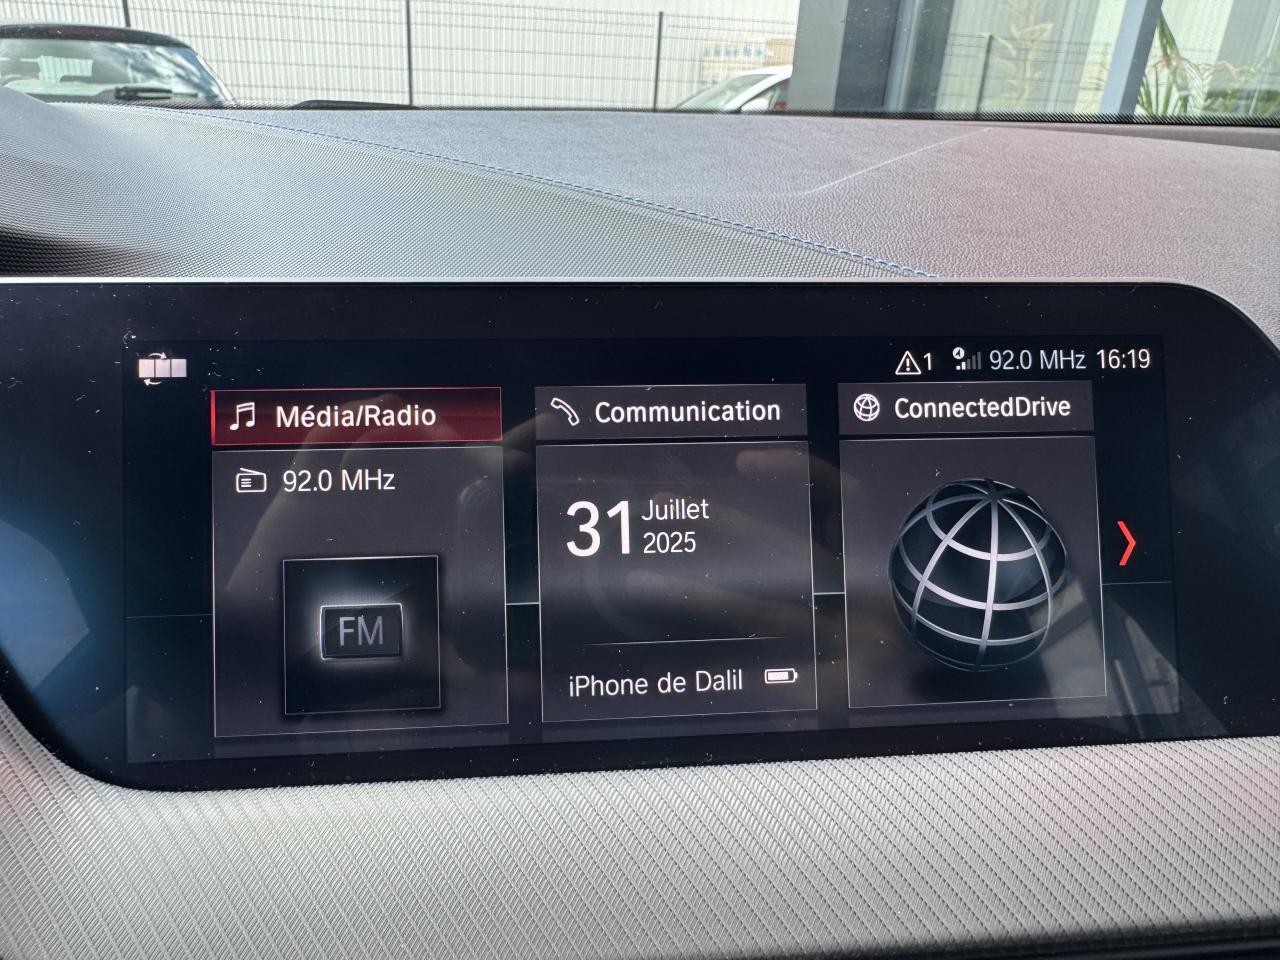 1 92.0 MHz 16:19
Média/Radio
92.0 MHz
FM
Communication
31 Juillet
2025
iPhone de Dalil
ConnectedDrive